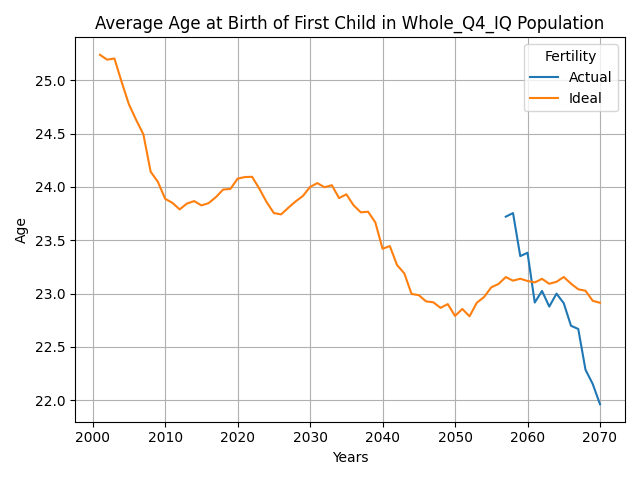 Average Age at Birth of First Child in Whole_Q4_IQ Population
Fertility
Actual
Ideal
Age
25.0
24.5
24.0
23.5
23.0
22.5
22.0
2000 2010 2020 2030 2040 2050 2060 2070
Years